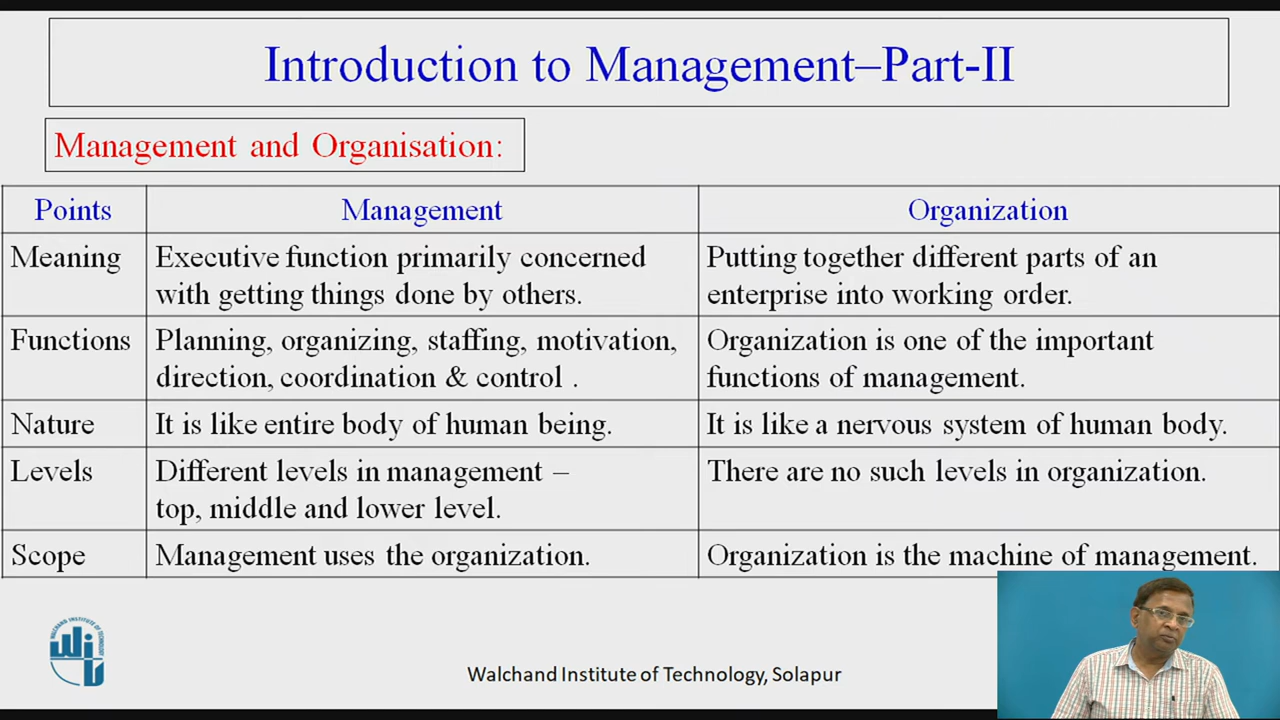 Introduction to Management–Part-II
Management and Organisation:
Points Management Organization
Meaning Executive function primarily concerned with getting things done by others. Putting together different parts of an enterprise into working order.
Functions Planning, organizing, staffing, motivation, direction, coordination & control . Organization is one of the important functions of management.
Nature It is like entire body of human being. It is like a nervous system of human body.
Levels Different levels in management – top, middle and lower level. There are no such levels in organization.
Scope Management uses the organization. Organization is the machine of management.
WALCHAND INSTITUTE OF TECHNOLOGY
WIT
Walchand Institute of Technology, Solapur